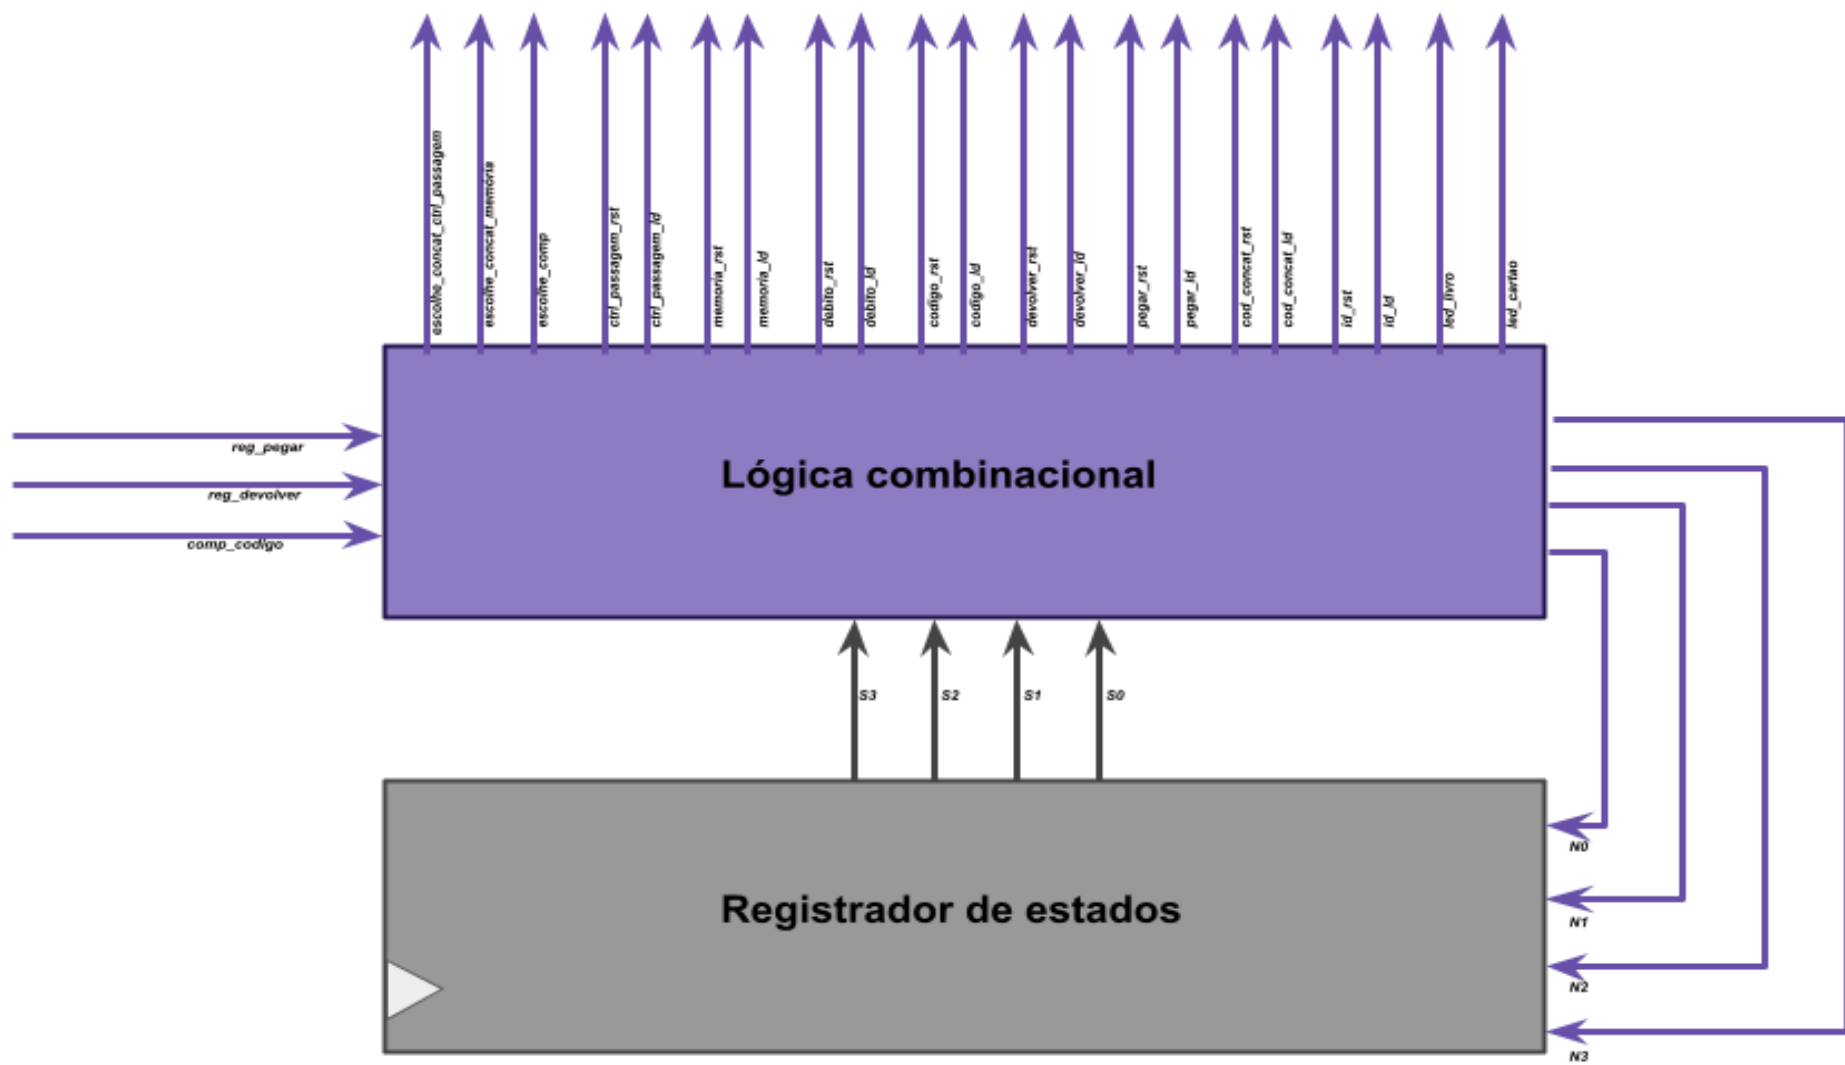 escolhe_concat_ctrl_passagem
escolhe_concat_memória
escolhe_comp
ctrl_passagem_rst
ctrl_passagem_ld
memoria_rst
memoria_ld
debito_rst
debito_ld
codigo_rst
codigo_ld
devolver_rst
devolver_ld
pegar_rst
pegar_ld
cod_concat_rst
cod_concat_ld
id_rst
id_ld
led_livro
led_cartao
reg_pegar
reg_devolver
comp_codigo
Lógica combinacional
S3
S2
S1
S0
Registrador de estados
N0
N1
N2
N3